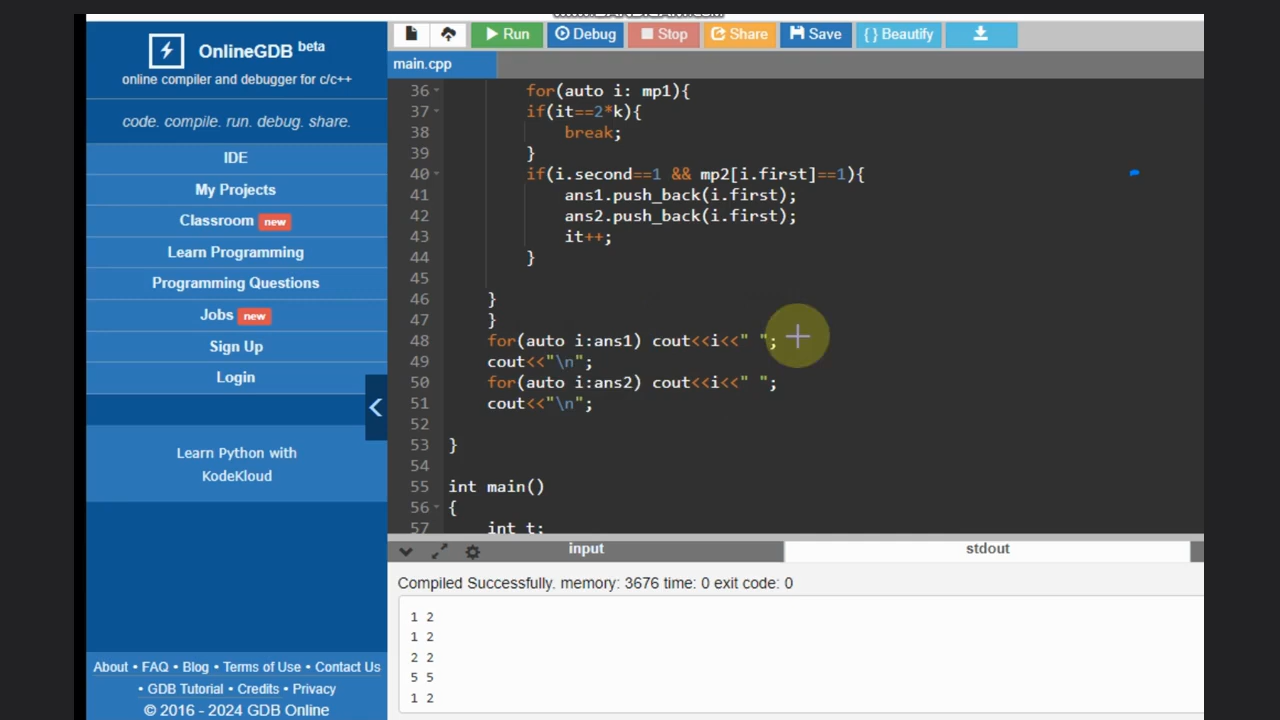 OnlineGDB beta
online compiler and debugger for c/c++
code. compile. run. debug. share.
IDE
My Projects
Classroom new
Learn Programming
Programming Questions
Jobs new
Sign Up
Login
Learn Python with
KodeKloud
About • FAQ • Blog • Terms of Use • Contact Us
• GDB Tutorial • Credits • Privacy
© 2016 - 2024 GDB Online
Run Debug Stop Share Save { } Beautify
main.cpp
36 for(auto i: mp1){
37 if(it==2*k){
38 break;
39 }
40 if(i.second==1 && mp2[i.first]==1){
41 ans1.push_back(i.first);
42 ans2.push_back(i.first);
43 it++;
44 }
45
46 }
47 }
48 for(auto i:ans1) cout<<i<<" ";
49 cout<<"\n";
50 for(auto i:ans2) cout<<i<<" ";
51 cout<<"\n";
52
53 }
54
55 int main()
56 {
57 int t;
input stdout
Compiled Successfully. memory: 3676 time: 0 exit code: 0
1 2
1 2
2 2
5 5
1 2